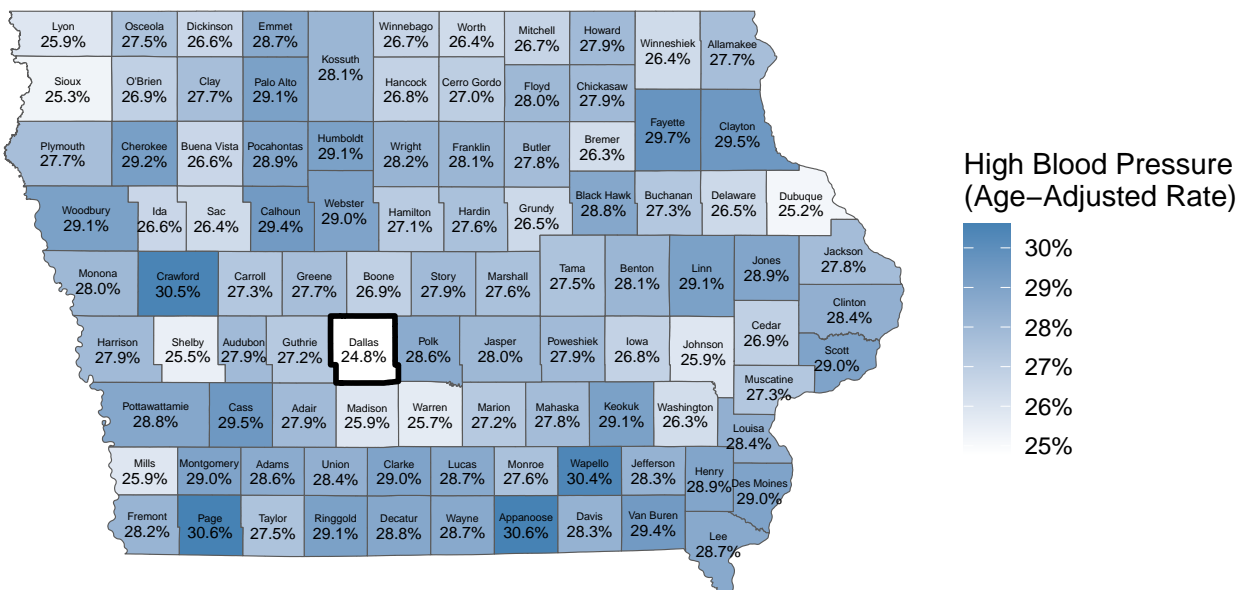 Lyon
25.9%
Osceola
27.5%
Dickinson
26.6%
Emmet
28.7%
Kossuth
28.1%
Winnebago
26.7%
Worth
26.4%
Mitchell
26.7%
Howard
27.9%
Winneshiek
26.4%
Allamakee
27.7%
Sioux
25.3%
O'Brien
26.9%
Clay
27.7%
Palo Alto
29.1%
Hancock
26.8%
Cerro Gordo
27.0%
Floyd
28.0%
Chickasaw
27.9%
Fayette
29.7%
Clayton
29.5%
Plymouth
27.7%
Cherokee
29.2%
Buena Vista
26.6%
Pocahontas
28.9%
Humboldt
29.1%
Wright
28.2%
Franklin
28.1%
Butler
27.8%
Bremer
26.3%
Woodbury
29.1%
Ida
26.6%
Sac
26.4%
Calhoun
29.4%
Webster
29.0%
Hamilton
27.1%
Hardin
27.6%
Grundy
26.5%
Black Hawk
28.8%
Buchanan
27.3%
Delaware
26.5%
Dubuque
25.2%
Monona
28.0%
Crawford
30.5%
Carroll
27.3%
Greene
27.7%
Boone
26.9%
Story
27.9%
Marshall
27.6%
Tama
27.5%
Benton
28.1%
Linn
29.1%
Jones
28.9%
Jackson
27.8%
Clinton
28.4%
Harrison
27.9%
Shelby
25.5%
Audubon
27.9%
Guthrie
27.2%
Dallas
24.8%
Polk
28.6%
Jasper
28.0%
Poweshiek
27.9%
Iowa
26.8%
Johnson
25.9%
Cedar
26.9%
Scott
29.0%
Muscatine
27.3%
Pottawattamie
28.8%
Cass
29.5%
Adair
27.9%
Madison
25.9%
Warren
25.7%
Marion
27.2%
Mahaska
27.8%
Keokuk
29.1%
Washington
26.3%
Louisa
28.4%
Mills
25.9%
Montgomery
29.0%
Adams
28.6%
Union
28.4%
Clarke
29.0%
Lucas
28.7%
Monroe
27.6%
Wapello
30.4%
Jefferson
28.3%
Henry
28.9%
Des Moines
29.0%
Fremont
28.2%
Page
30.6%
Taylor
27.5%
Ringgold
29.1%
Decatur
28.8%
Wayne
28.7%
Appanoose
30.6%
Davis
28.3%
Van Buren
29.4%
Lee
28.7%
High Blood Pressure
(Age−Adjusted Rate)
30%
29%
28%
27%
26%
25%